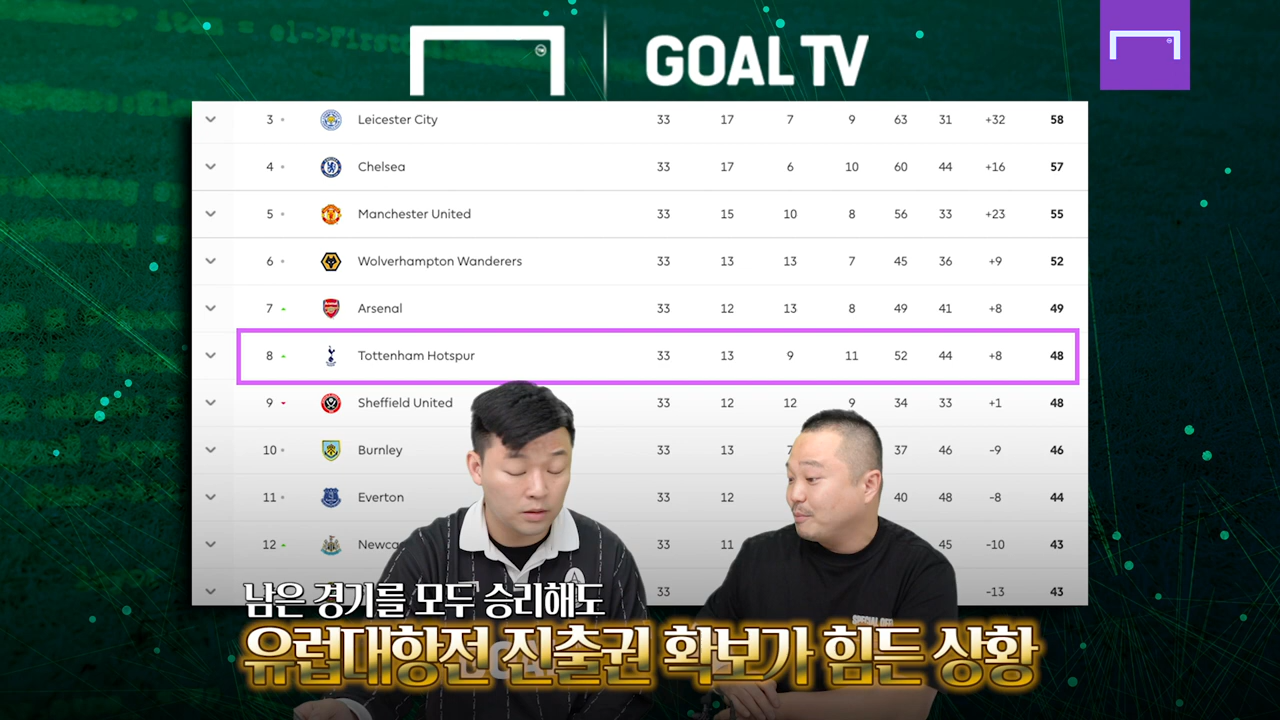 GOAL TV
3 Leicester City 33 17 7 9 63 31 +32 58
4 Chelsea 33 17 6 10 60 44 +16 57
5 Manchester United 33 15 10 8 56 33 +23 55
6 Wolverhampton Wanderers 33 13 13 7 45 36 +9 52
7 Arsenal 33 12 13 8 49 41 +8 49
8 Tottenham Hotspur 33 13 9 11 52 44 +8 48
9 Sheffield United 33 12 12 9 34 33 +1 48
10 Burnley 33 13 37 46 -9 46
11 Everton 33 12 40 48 -8 44
12 33 11 45 -10 43
33 -13 43
남은 경기를 모두 승리해도
유럽대항전 진출권 확보가 힘든 상황